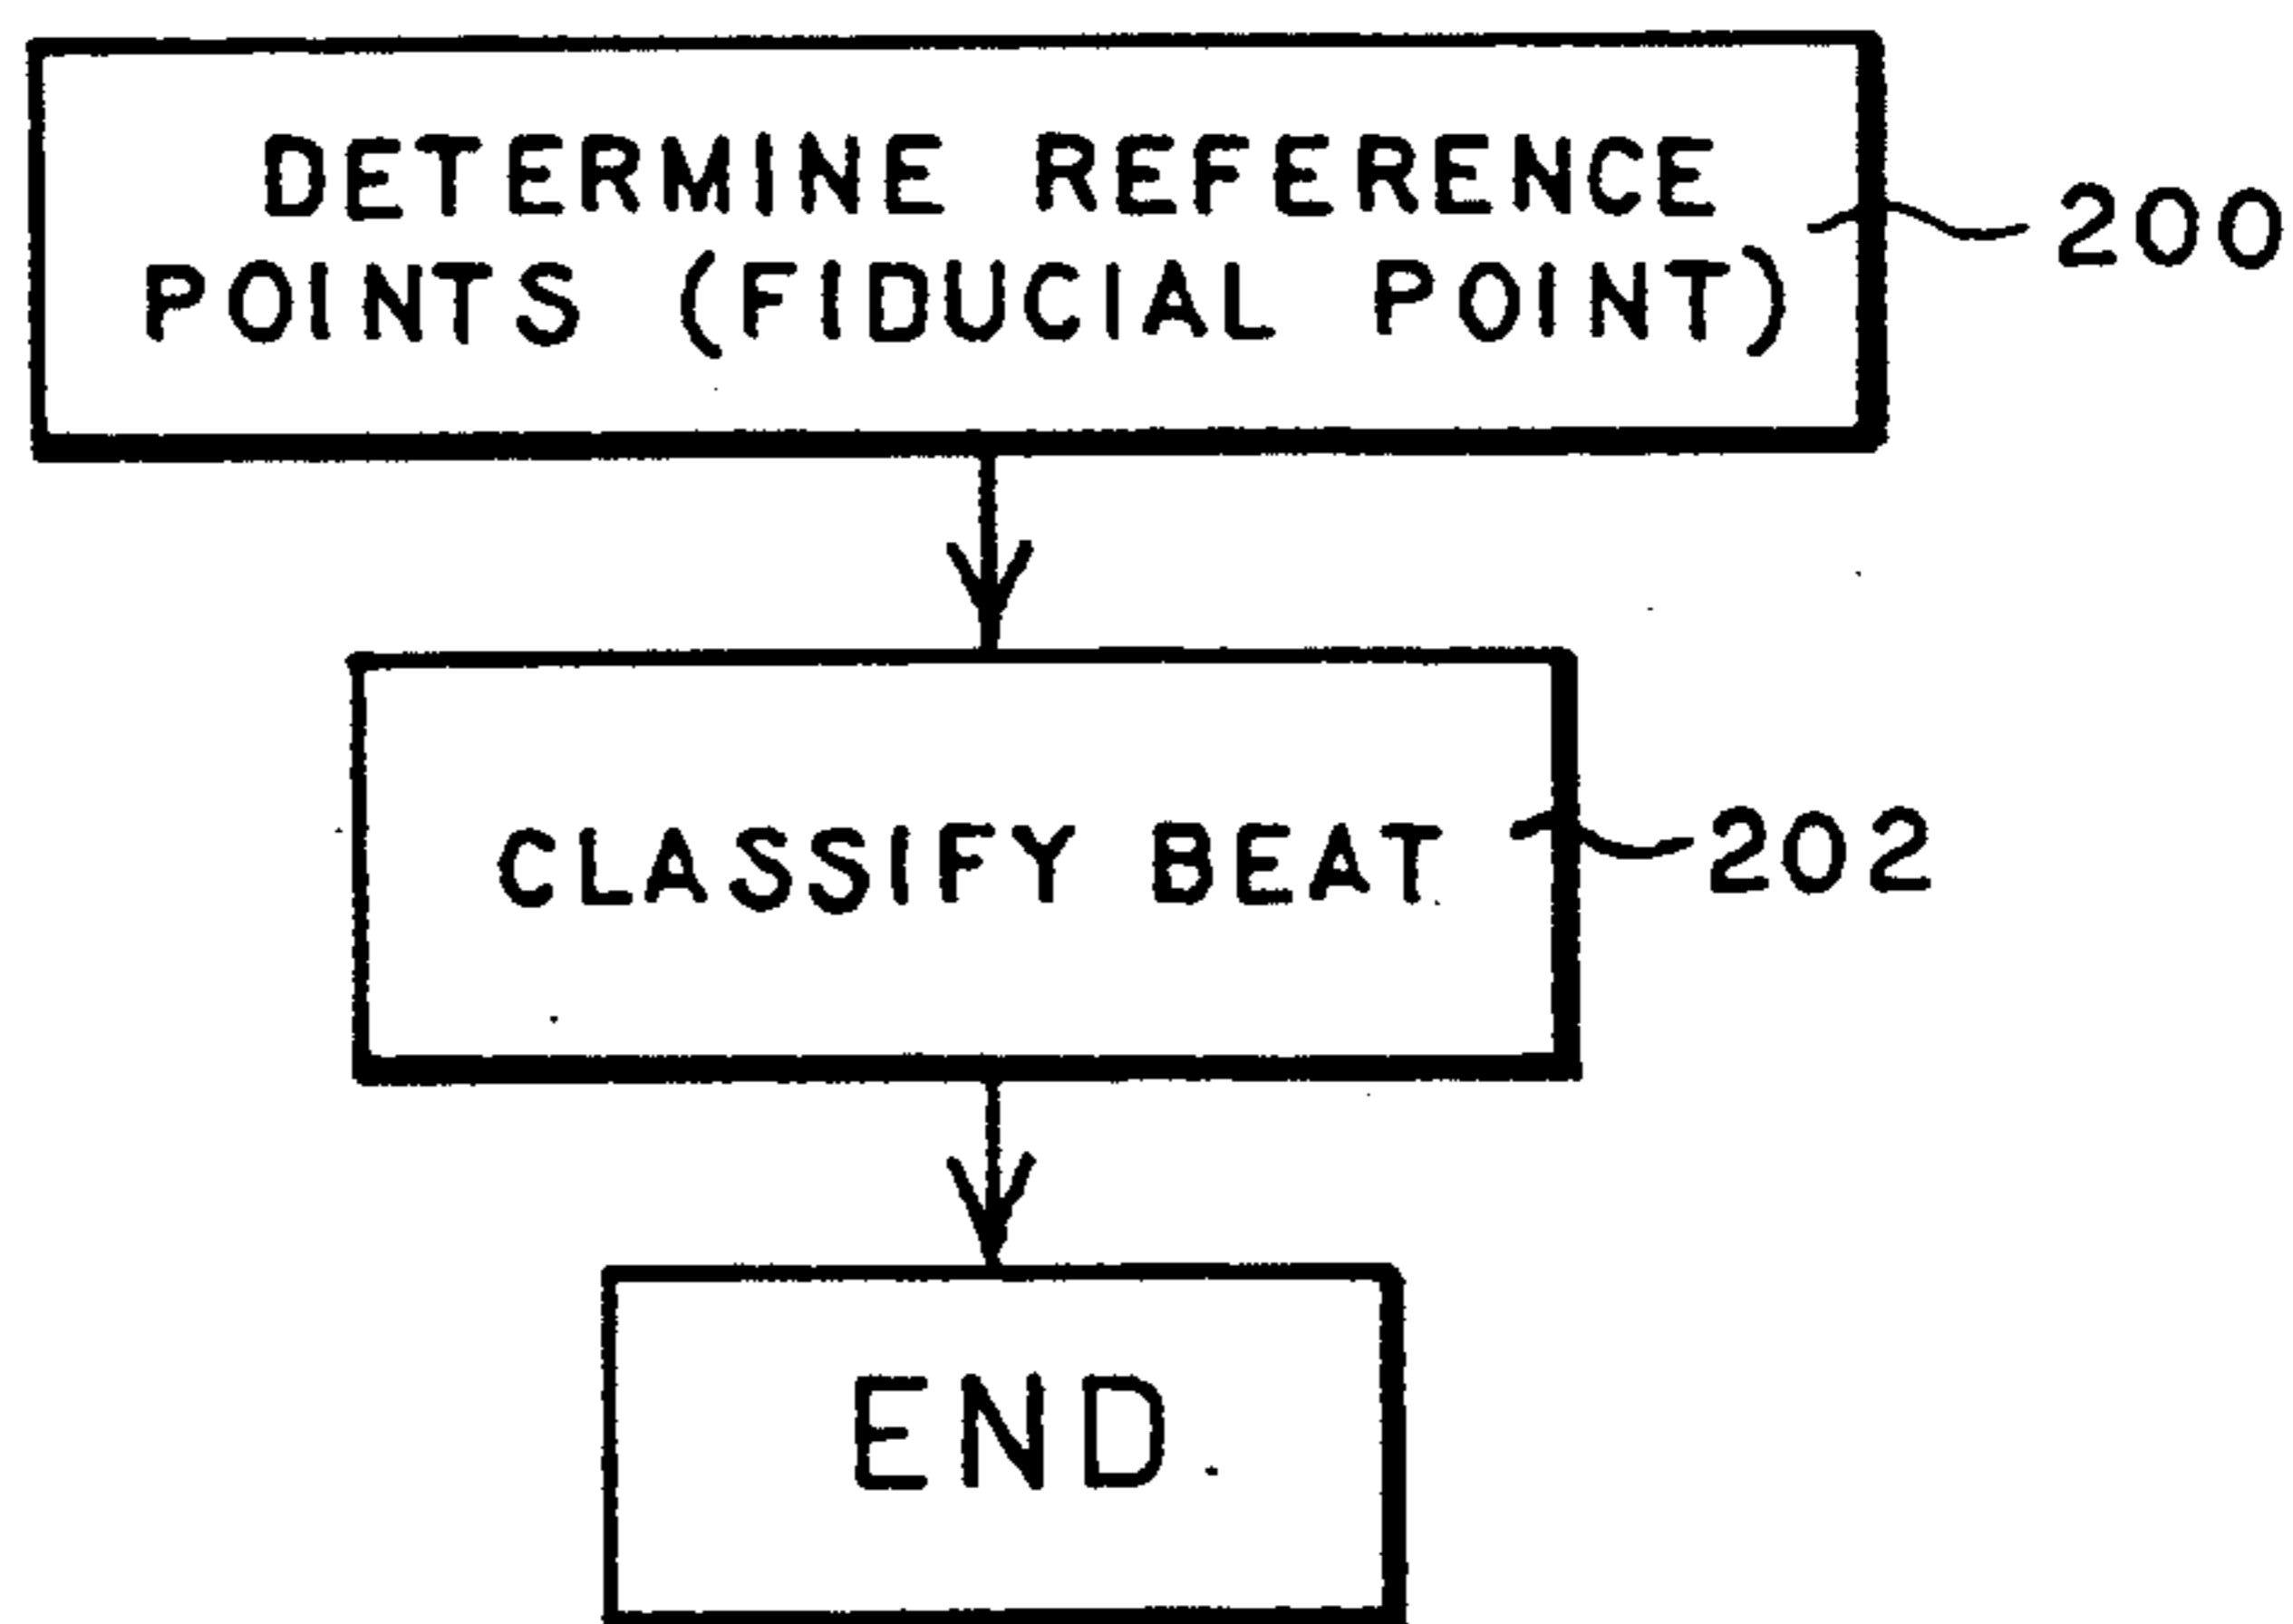 DETERMINE REFERENCE
POINTS (FIDUCIAL POINT)
200
CLASSIFY BEAT
202
END.